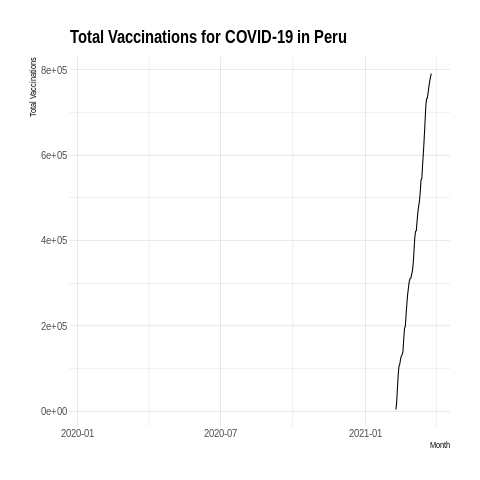 Total Vaccinations for COVID-19 in Peru
Total Vaccinations
8e+05
6e+05
4e+05
2e+05
0e+00
2020-01 2020-07 2021-01
Month